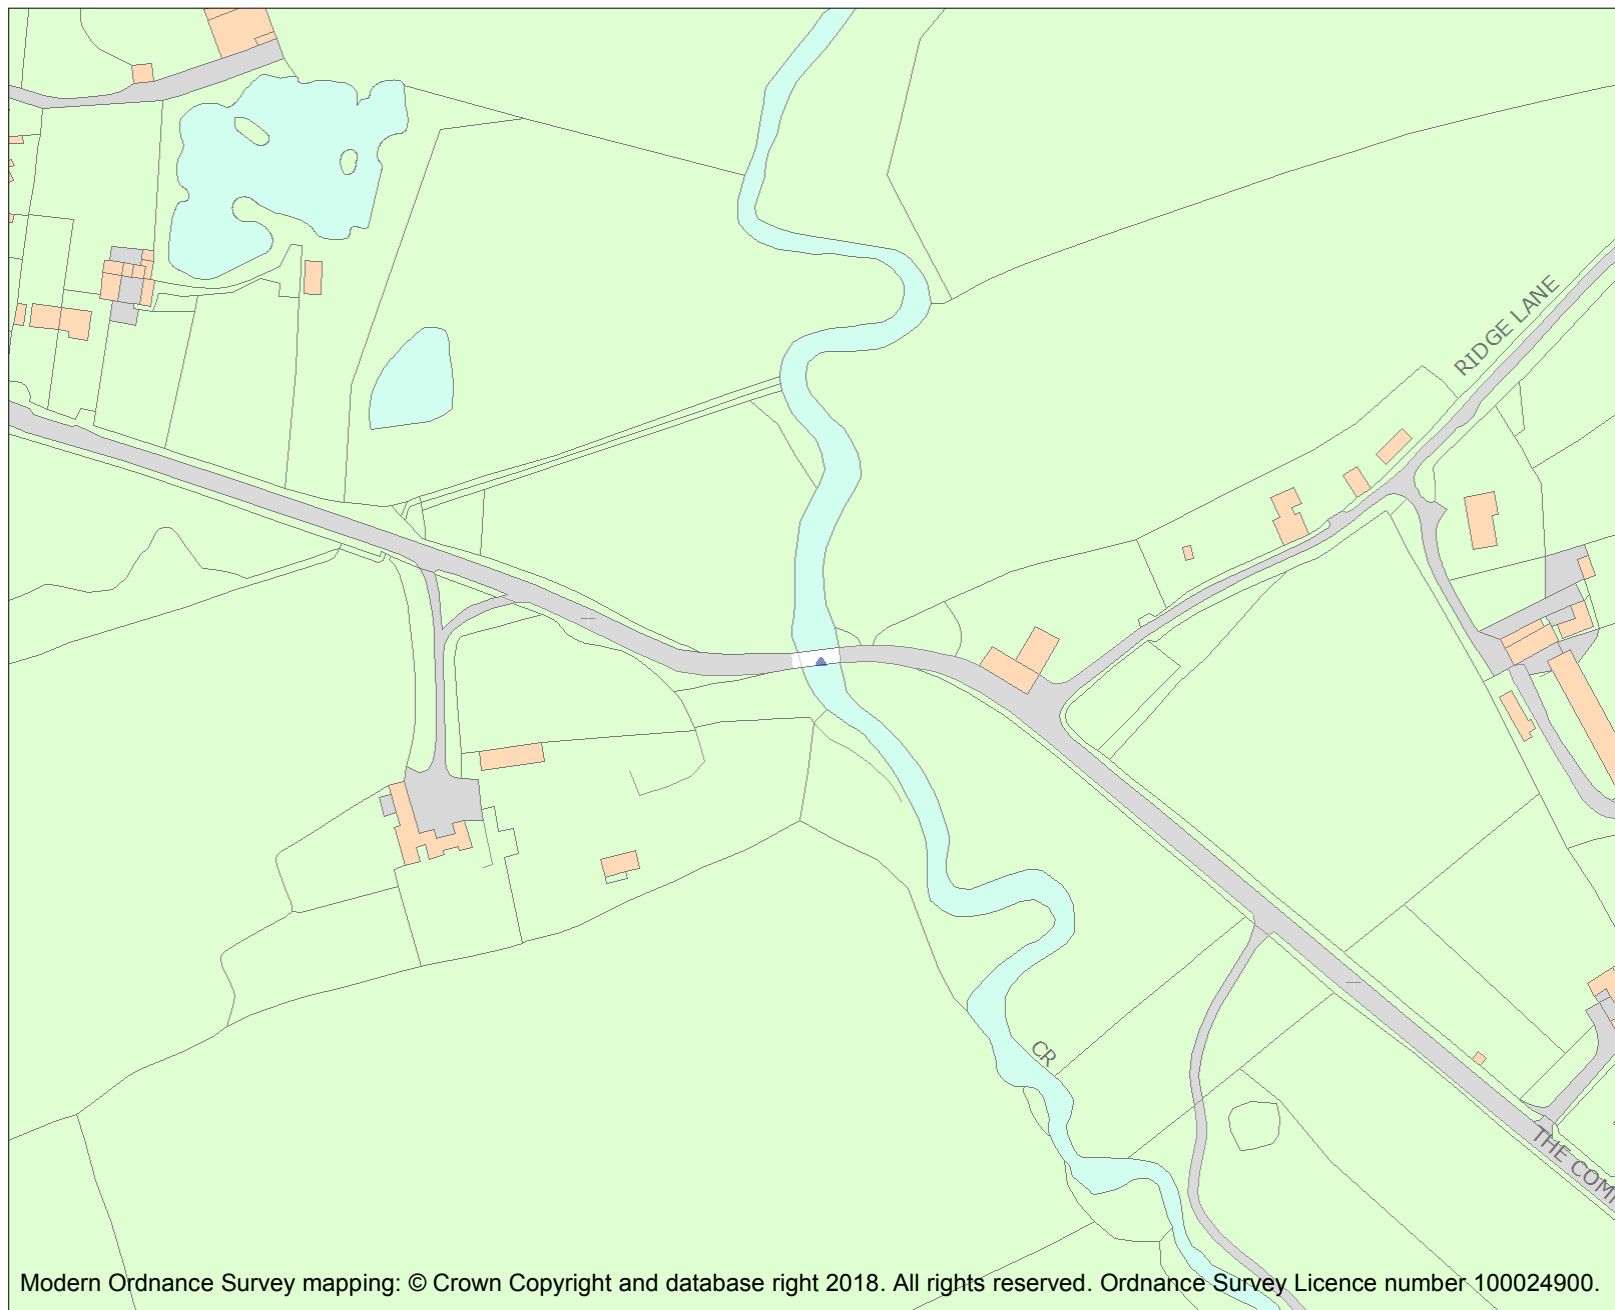 RIDGE LANE
CR
THE COM
Modern Ordnance Survey mapping: © Crown Copyright and database right 2018. All rights reserved. Ordnance Survey Licence number 100024900.